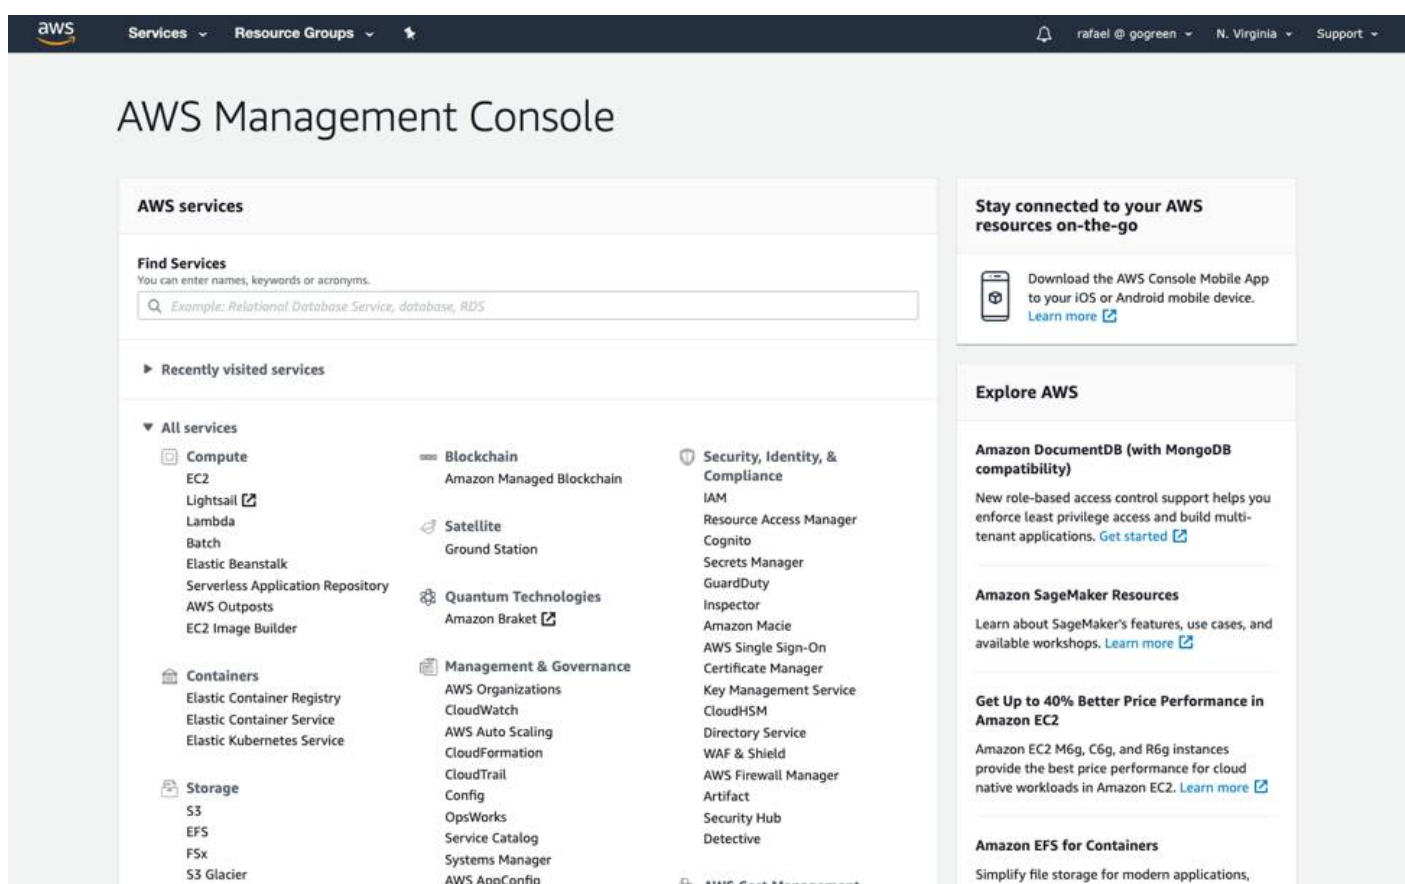 aws
Services
Resource Groups
rafael @ gogreen
N. Virginia
Support
AWS Management Console
AWS services
Find Services
You can enter names, keywords or acronyms.
Example: Relational Database Service, database, RDS
Recently visited services
All services
Compute
EC2
Lightsail
Lambda
Batch
Elastic Beanstalk
Serverless Application Repository
AWS Outposts
EC2 Image Builder
Containers
Elastic Container Registry
Elastic Container Service
Elastic Kubernetes Service
Storage
S3
EFS
FSx
S3 Glacier
Blockchain
Amazon Managed Blockchain
Satellite
Ground Station
Quantum Technologies
Amazon Braket
Management & Governance
AWS Organizations
CloudWatch
AWS Auto Scaling
CloudFormation
CloudTrail
Config
OpsWorks
Service Catalog
Systems Manager
AWS AppConfig
Security, Identity, &
Compliance
IAM
Resource Access Manager
Cognito
Secrets Manager
GuardDuty
Inspector
Amazon Macie
AWS Single Sign-On
Certificate Manager
Key Management Service
CloudHSM
Directory Service
WAF & Shield
AWS Firewall Manager
Artifact
Security Hub
Detective
AWS Cost Management
Stay connected to your AWS
resources on-the-go
Download the AWS Console Mobile App
to your iOS or Android mobile device.
Learn more
Explore AWS
Amazon DocumentDB (with MongoDB
compatibility)
New role-based access control support helps you
enforce least privilege access and build multi-
tenant applications. Get started
Amazon SageMaker Resources
Learn about SageMaker's features, use cases, and
available workshops. Learn more
Get Up to 40% Better Price Performance in
Amazon EC2
Amazon EC2 M6g, C6g, and R6g instances
provide the best price performance for cloud
native workloads in Amazon EC2. Learn more
Amazon EFS for Containers
Simplify file storage for modern applications,